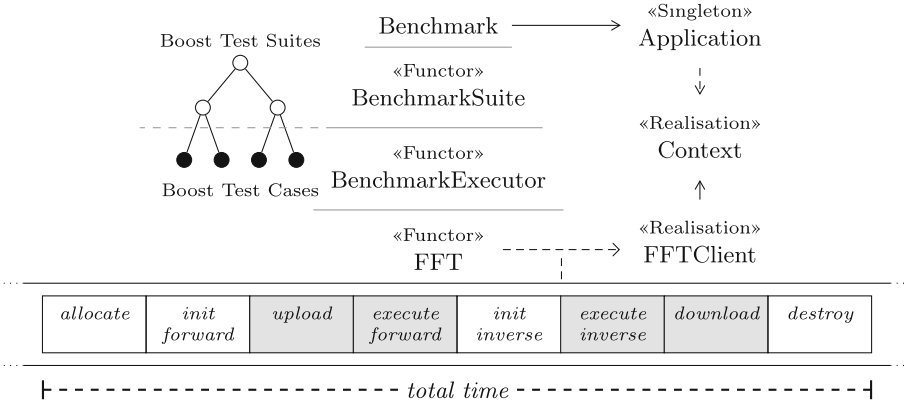 Boost Test Suites
Boost Test Cases
Benchmark
«Functor»
BenchmarkSuite
«Functor»
BenchmarkExecutor
«Functor»
FFT
«Singleton»
Application
«Realisation»
Context
«Realisation»
FFTClient
allocate
init
forward
upload
execute
forward
init
inverse
execute
inverse
download
destroy
total time